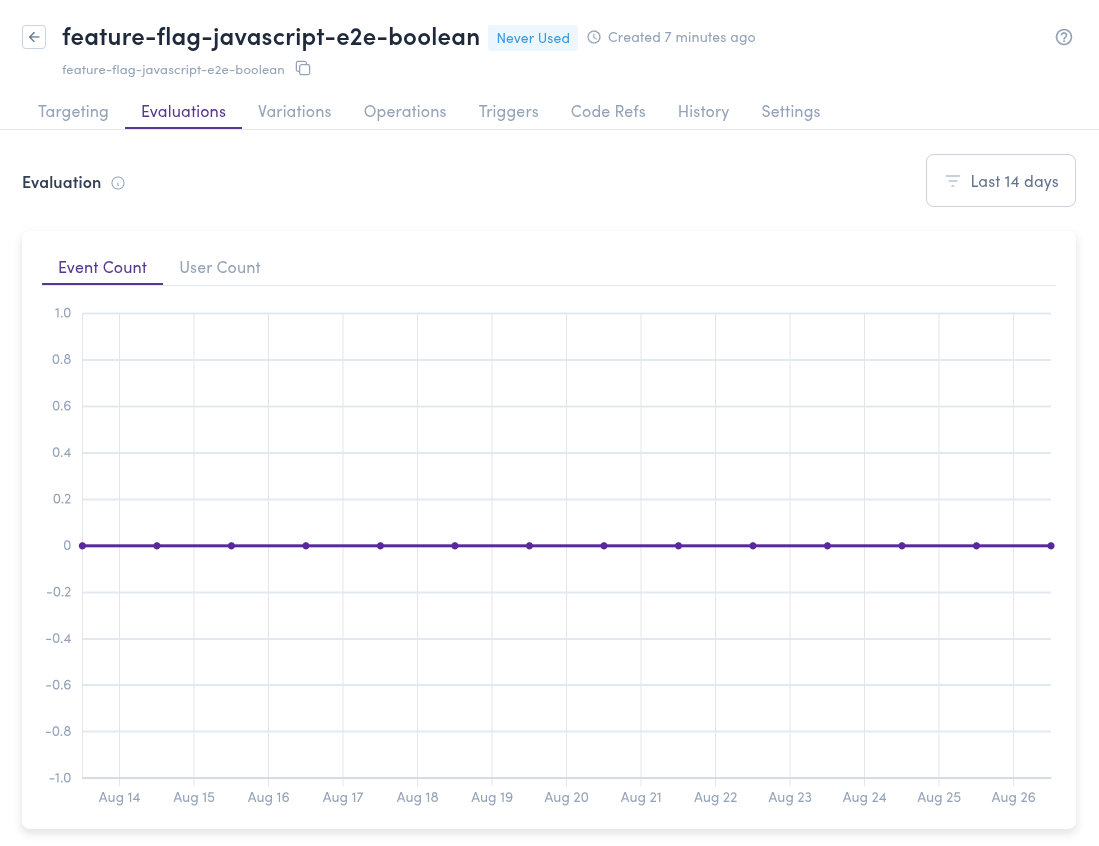 feature-flag-javascript-e2e-boolean Never Used Created 7 minutes ago
feature-flag-javascript-e2e-boolean
Targeting Evaluations Variations Operations Triggers Code Refs History Settings
Evaluation Last 14 days
Event Count User Count
1.0
0.8
0.6
0.4
0.2
0
-0.2
-0.4
-0.6
-0.8
-1.0
Aug 14 Aug 15 Aug 16 Aug 17 Aug 18 Aug 19 Aug 20 Aug 21 Aug 22 Aug 23 Aug 24 Aug 25 Aug 26